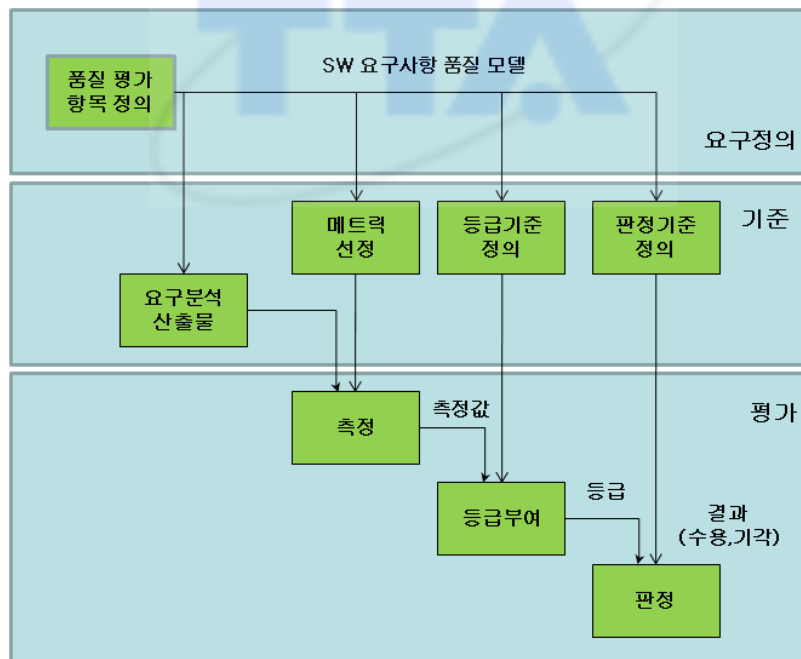 TTA
SW 요구사항 품질 모델
품질 평가
항목 정의
요구정의
메트릭
선정
등급기준
정의
판정기준
정의
기준
요구분석
산출물
측정
측정값
평가
등급부여
등급
결과
(수용,기각)
판정